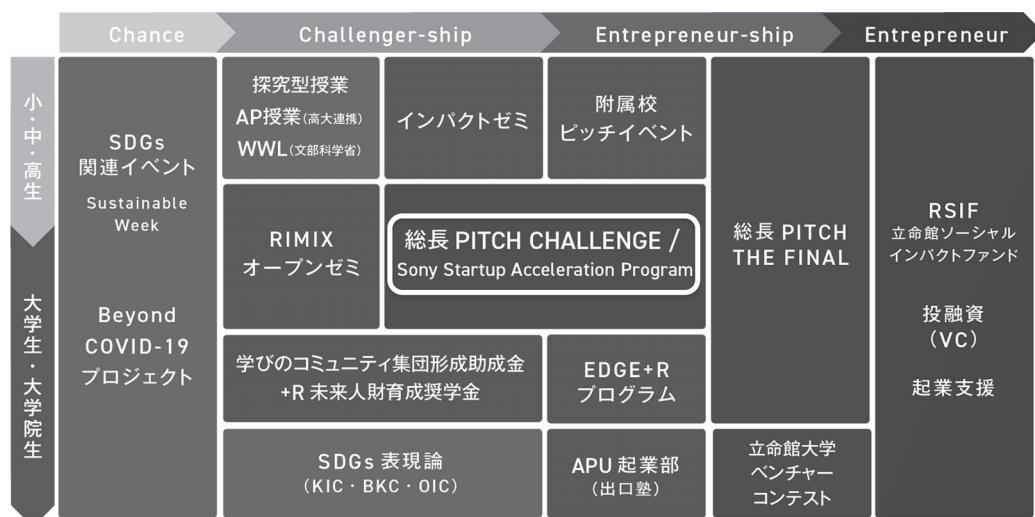 Chance
Challenger-ship
Entrepreneur-ship
Entrepreneur
小・中・高生
大学生・大学院生
SDGs
関連イベント
Sustainable
Week
Beyond
COVID-19
プロジェクト
探究型授業
AP授業(高大連携)
WWL(文部科学省)
インパクトゼミ
附属校
ピッチイベント
RIMIX
オープンゼミ
総長 PITCH CHALLENGE /
Sony Startup Acceleration Program
総長 PITCH
THE FINAL
学びのコミュニティ集団形成助成金
+R 未来人財育成奨学金
EDGE+R
プログラム
SDGs 表現論
(KIC・BKC・OIC)
APU 起業部
(出口塾)
立命館大学
ベンチャー
コンテスト
RSIF
立命館ソーシャル
インパクトファンド
投融資
(VC)
起業支援